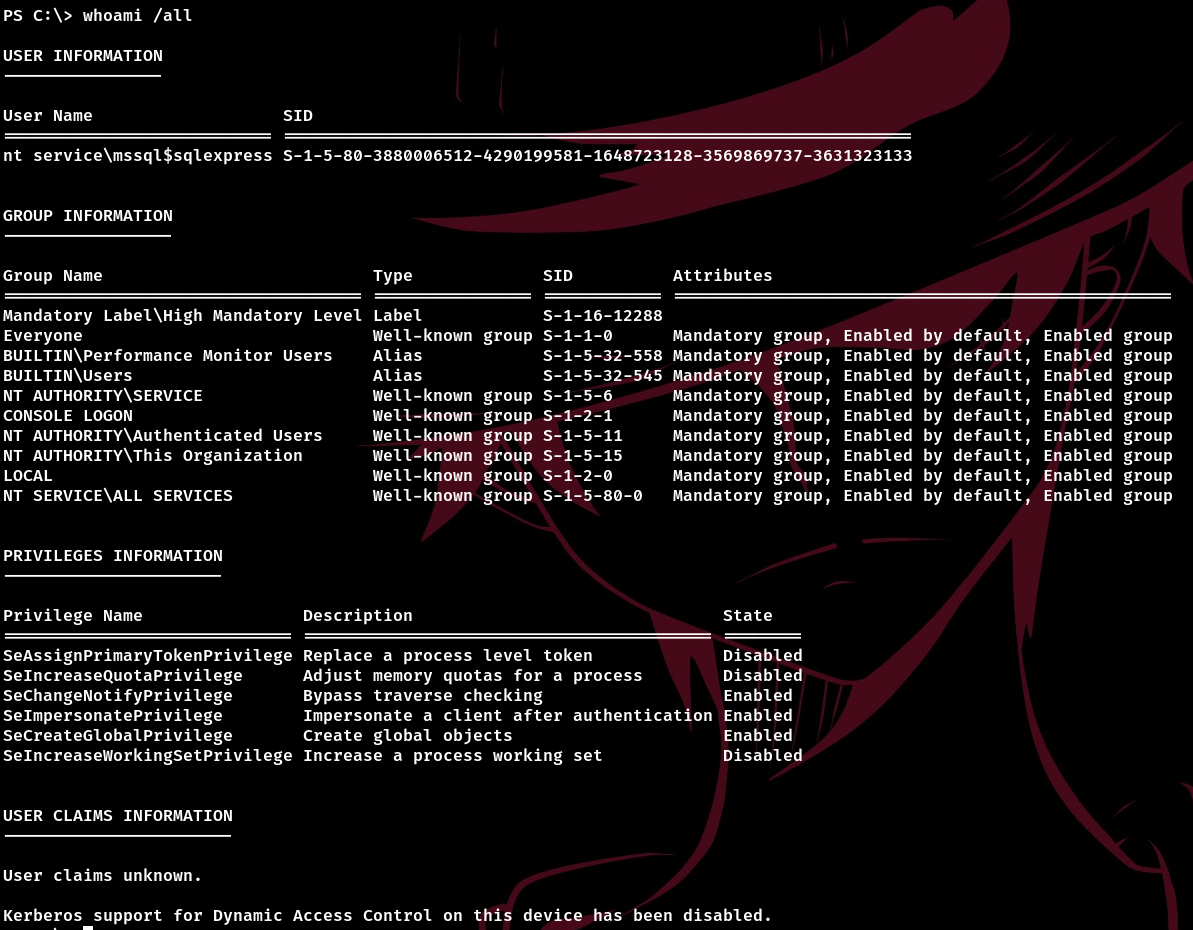 PS C:\> whoami /all
USER INFORMATION
User Name SID
nt service\mssql$sqlexpress S-1-5-80-3880006512-4290199581-1648723128-3569869737-3631323133
GROUP INFORMATION
Group Name Type SID Attributes
Mandatory Label\High Mandatory Level Label S-1-16-12288
Everyone Well-known group S-1-1-0 Mandatory group, Enabled by default, Enabled group
BUILTIN\Performance Monitor Users Alias S-1-5-32-558 Mandatory group, Enabled by default, Enabled group
BUILTIN\Users Alias S-1-5-32-545 Mandatory group, Enabled by default, Enabled group
NT AUTHORITY\SERVICE Well-known group S-1-5-6 Mandatory group, Enabled by default, Enabled group
CONSOLE LOGON Well-known group S-1-2-1 Mandatory group, Enabled by default, Enabled group
NT AUTHORITY\Authenticated Users Well-known group S-1-5-11 Mandatory group, Enabled by default, Enabled group
NT AUTHORITY\This Organization Well-known group S-1-5-15 Mandatory group, Enabled by default, Enabled group
LOCAL Well-known group S-1-2-0 Mandatory group, Enabled by default, Enabled group
NT SERVICE\ALL SERVICES Well-known group S-1-5-80-0 Mandatory group, Enabled by default, Enabled group
PRIVILEGES INFORMATION
Privilege Name Description State
SeAssignPrimaryTokenPrivilege Replace a process level token Disabled
SeIncreaseQuotaPrivilege Adjust memory quotas for a process Disabled
SeChangeNotifyPrivilege Bypass traverse checking Enabled
SeImpersonatePrivilege Impersonate a client after authentication Enabled
SeCreateGlobalPrivilege Create global objects Enabled
SeIncreaseWorkingSetPrivilege Increase a process working set Disabled
USER CLAIMS INFORMATION
User claims unknown.
Kerberos support for Dynamic Access Control on this device has been disabled.